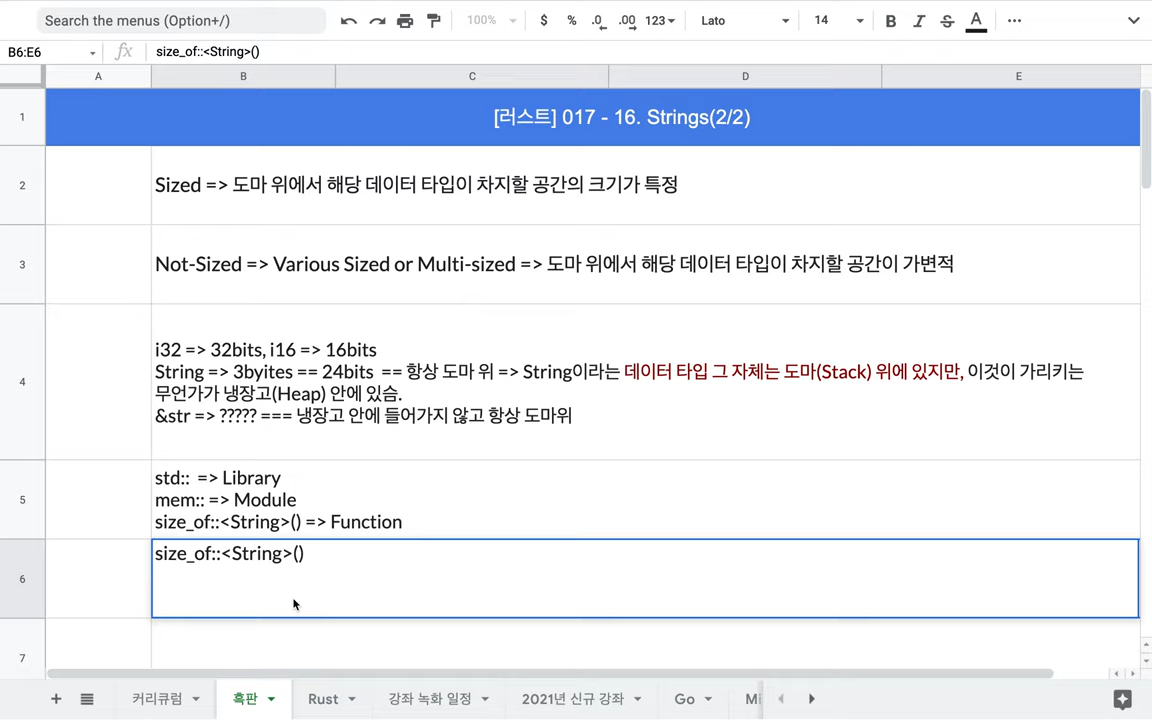 Search the menus (Option+/)
100%
$ % .0 .00 123
Lato
14
B I S A
B6:E6
fx
size_of::<String>()
A B C D E
1
[러스트] 017 - 16. Strings(2/2)
2
Sized => 도마 위에서 해당 데이터 타입이 차지할 공간의 크기가 특정
3
Not-Sized => Various Sized or Multi-sized => 도마 위에서 해당 데이터 타입이 차지할 공간이 가변적
4
i32 => 32bits, i16 => 16bits
String => 3byites == 24bits == 항상 도마 위 => String이라는 데이터 타입 그 자체는 도마(Stack) 위에 있지만, 이것이 가리키는
무언가가 냉장고(Heap) 안에 있슴.
&str => ????? === 냉장고 안에 들어가지 않고 항상 도마위
5
std:: => Library
mem:: => Module
size_of::<String>() => Function
6
size_of::<String>()
7
커리큐럼
흑판
Rust
강좌 녹화 일정
2021년 신규 강좌
Go
Mi